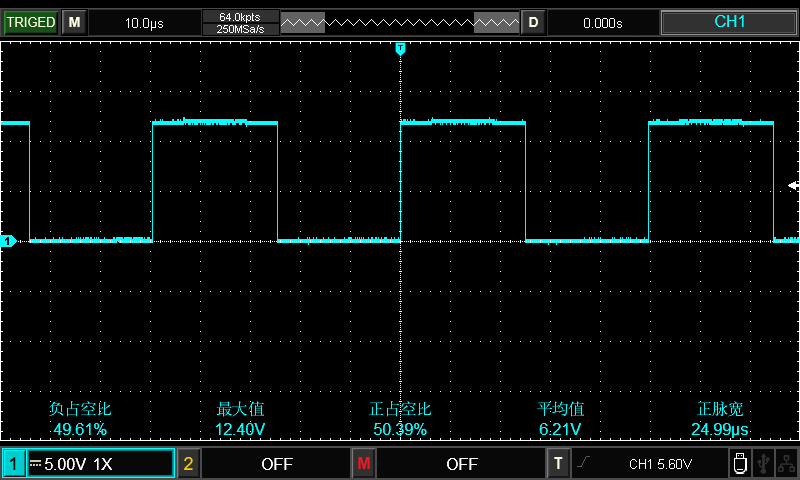 TRIGED M 10.0μs 64.0kpts D 0.000s CH1
250MSa/s
T
1
负占空比 最大值 正占空比 平均值 正脉宽
49.61% 12.40V 50.39% 6.21V 24.99μs
1 5.00V 1X 2 OFF M OFF T CH1 5.60V